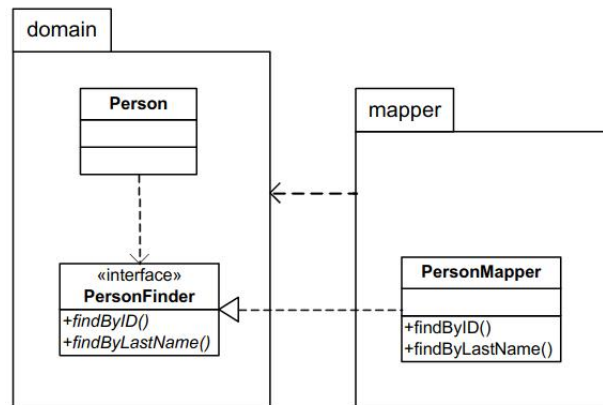 domain
Person
mapper
«interface»
PersonFinder
+findByID()
+findByLastName()
PersonMapper
+findByID()
+findByLastName()